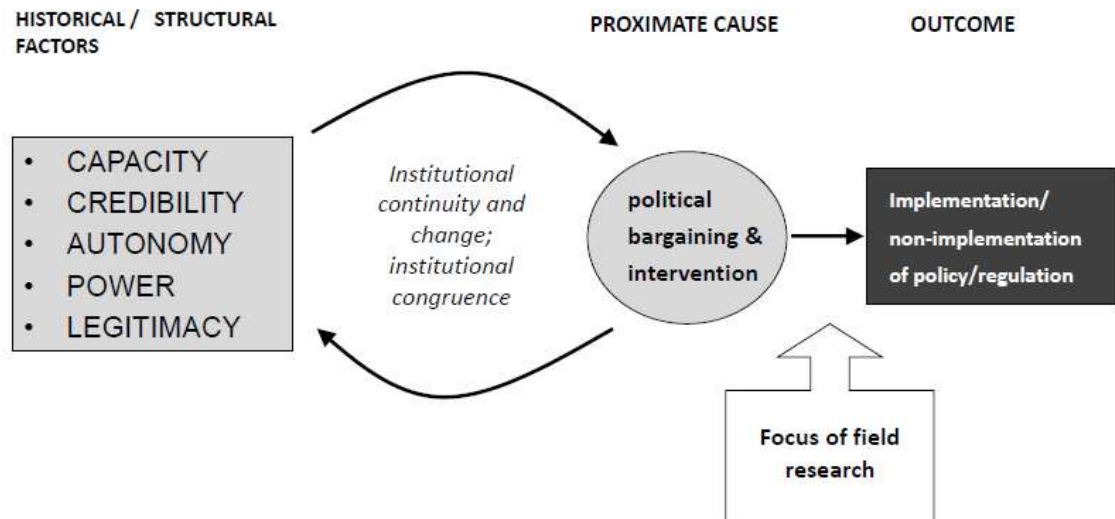 HISTORICAL / STRUCTURAL
FACTORS
PROXIMATE CAUSE
OUTCOME
• CAPACITY
• CREDIBILITY
• AUTONOMY
• POWER
• LEGITIMACY
Institutional
continuity and
change;
institutional
congruence
political
bargaining &
intervention
Implementation/
non-implementation
of policy/regulation
Focus of field
research